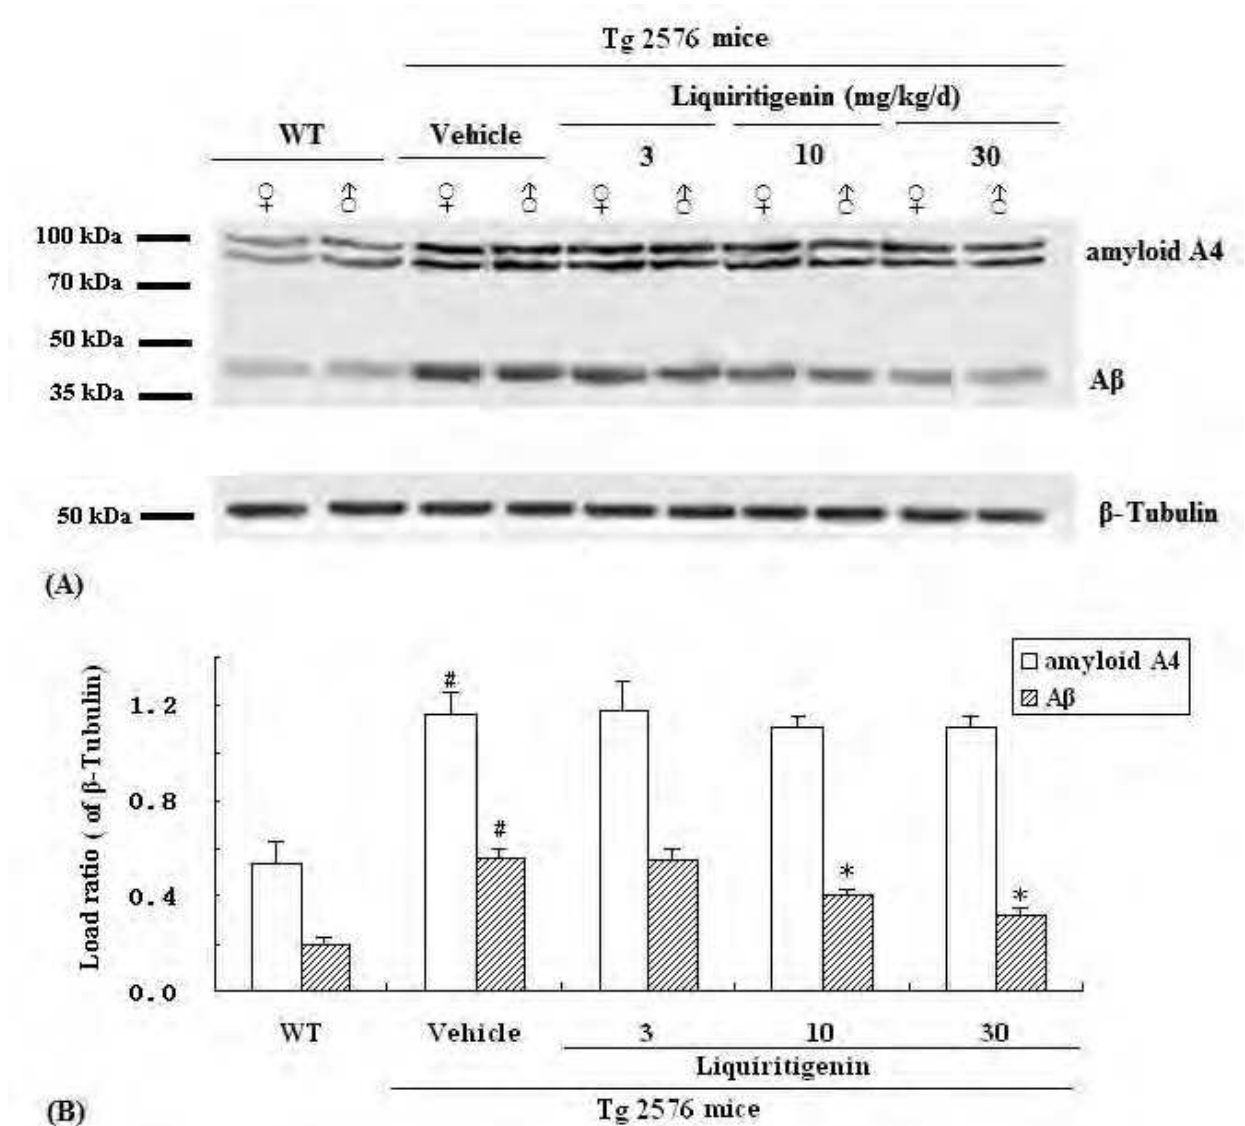 Tg 2576 mice
Liquiritigenin (mg/kg/d)
WT Vehicle 3 10 30
♀ ♂ ♀ ♂ ♀ ♂ ♀ ♂ ♀ ♂
100 kDa
amyloid A4
70 kDa
50 kDa
35 kDa
Aβ
50 kDa
β-Tubulin
(A)
Load ratio ( of β-Tubulin)
1.2
0.8
0.4
0.0
# # * *
amyloid A4
Aβ
WT Vehicle 3 10 30
Liquiritigenin
Tg 2576 mice
(B)